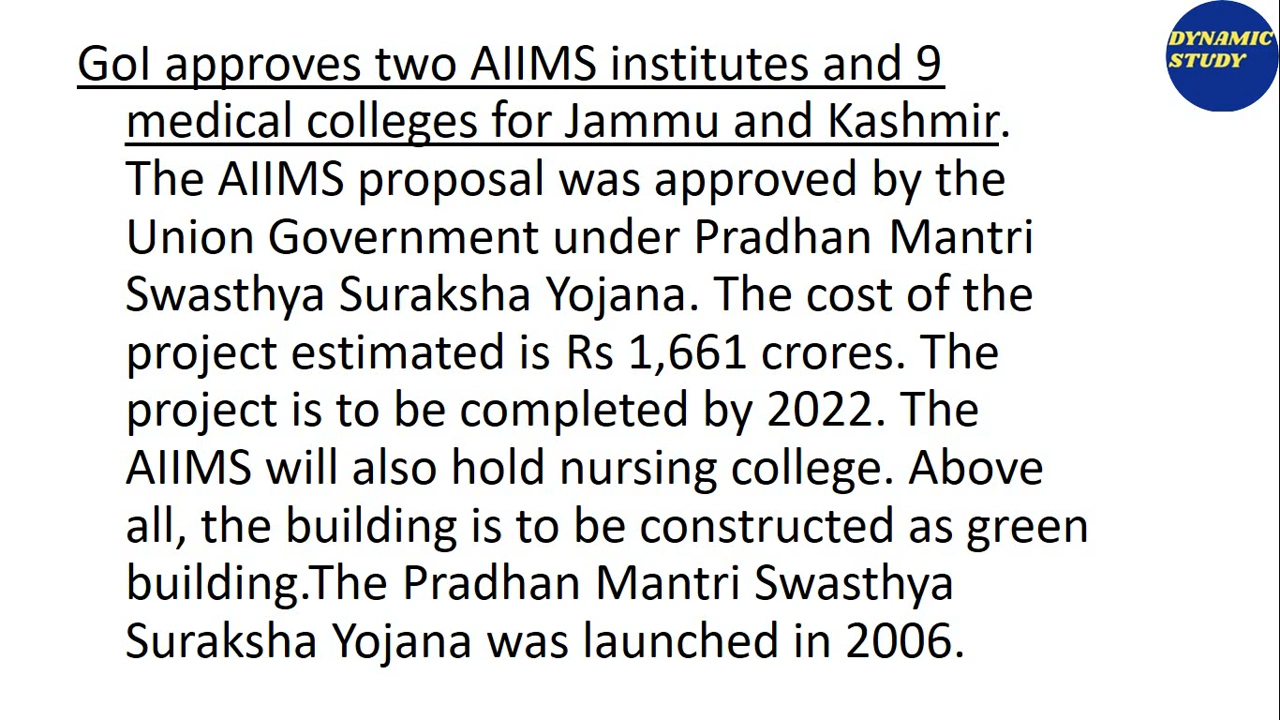 GoI approves two AIIMS institutes and 9
medical colleges for Jammu and Kashmir.
The AIIMS proposal was approved by the
Union Government under Pradhan Mantri
Swasthya Suraksha Yojana. The cost of the
project estimated is Rs 1,661 crores. The
project is to be completed by 2022. The
AIIMS will also hold nursing college. Above
all, the building is to be constructed as green
building.The Pradhan Mantri Swasthya
Suraksha Yojana was launched in 2006.
DYNAMIC
STUDY